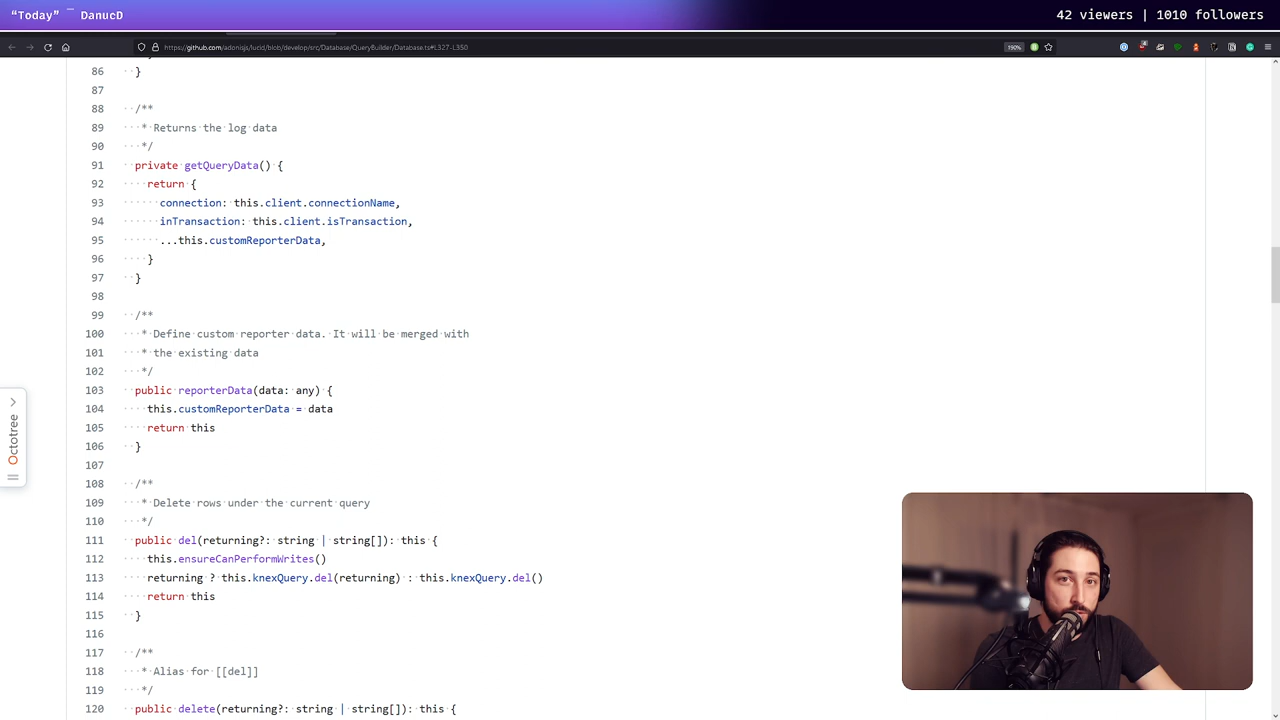 “Today” ¯ DanucD
42 viewers | 1010 followers
https://github.com/adonisjs/lucid/blob/develop/src/Database/QueryBuilder/Database.ts#L327-L350
190%
86 }
87
88 /**
89 * Returns the log data
90 */
91 private getQueryData() {
92 return {
93 connection: this.client.connectionName,
94 inTransaction: this.client.isTransaction,
95 ...this.customReporterData,
96 }
97 }
98
99 /**
100 * Define custom reporter data. It will be merged with
101 * the existing data
102 */
103 public reporterData(data: any) {
104 this.customReporterData = data
105 return this
106 }
107
108 /**
109 * Delete rows under the current query
110 */
111 public del(returning?: string | string[]): this {
112 this.ensureCanPerformWrites()
113 returning ? this.knexQuery.del(returning) : this.knexQuery.del()
114 return this
115 }
116
117 /**
118 * Alias for [[del]]
119 */
120 public delete(returning?: string | string[]): this {
Octotree